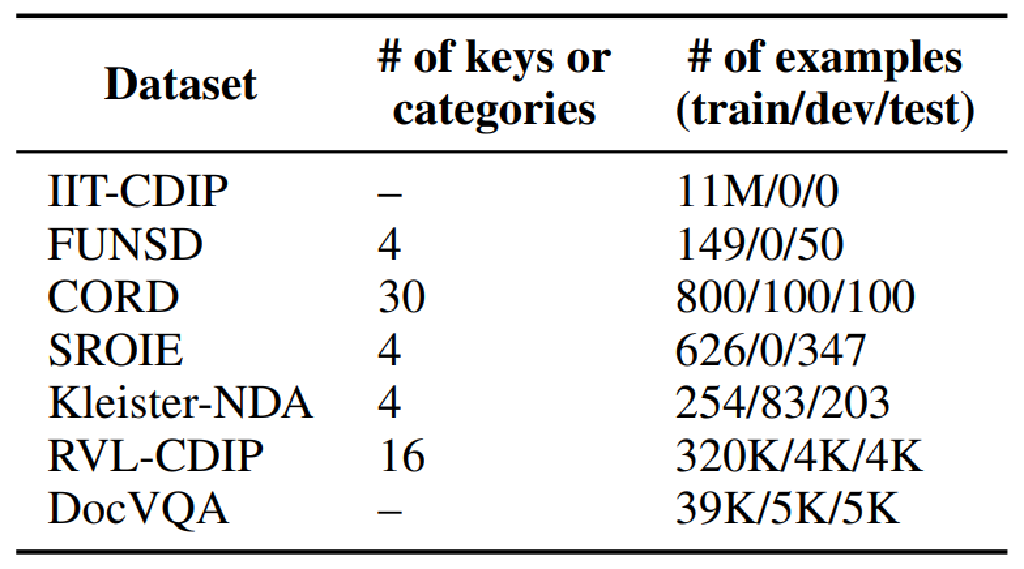 Dataset # of keys or categories # of examples (train/dev/test)
IIT-CDIP – 11M/0/0
FUNSD 4 149/0/50
CORD 30 800/100/100
SROIE 4 626/0/347
Kleister-NDA 4 254/83/203
RVL-CDIP 16 320K/4K/4K
DocVQA – 39K/5K/5K